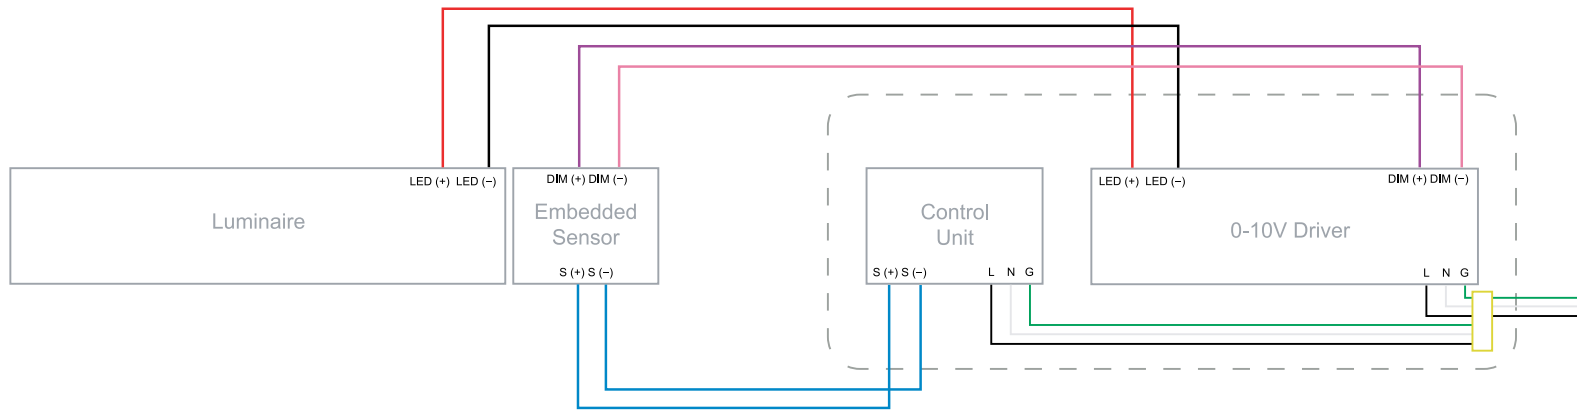 LED (+) LED (–)
Luminaire
DIM (+) DIM (–)
Embedded
Sensor
S (+) S (–)
Control
Unit
S (+) S (–) L N G
LED (+) LED (–) DIM (+) DIM (–)
0-10V Driver
L N G